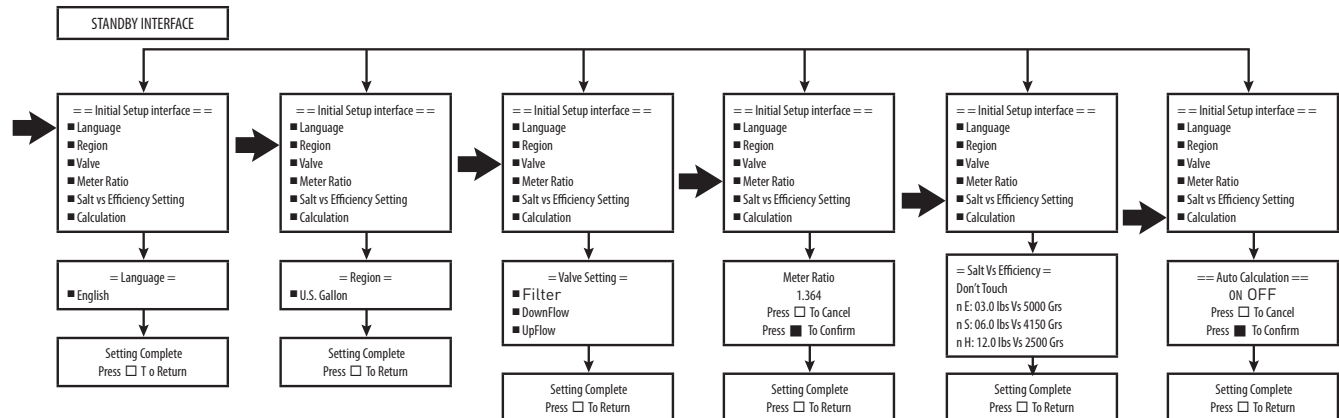 STANDBY INTERFACE
= = Initial Setup interface = =
■ Language
■ Region
■ Valve
■ Meter Ratio
■ Salt vs Efficiency Setting
■ Calculation
= Language =
■ English
Setting Complete
Press □ T o Return
= = Initial Setup interface = =
■ Language
■ Region
■ Valve
■ Meter Ratio
■ Salt vs Efficiency Setting
■ Calculation
= Region =
■ U.S. Gallon
Setting Complete
Press □ To Return
= = Initial Setup interface = =
■ Language
■ Region
■ Valve
■ Meter Ratio
■ Salt vs Efficiency Setting
■ Calculation
= Valve Setting =
■ Filter
■ DownFlow
■ UpFlow
Setting Complete
Press □ To Return
= = Initial Setup interface = =
■ Language
■ Region
■ Valve
■ Meter Ratio
■ Salt vs Efficiency Setting
■ Calculation
Meter Ratio
1.364
Press □ To Cancel
Press ■ To Confirm
Setting Complete
Press □ To Return
= = Initial Setup interface = =
■ Language
■ Region
■ Valve
■ Meter Ratio
■ Salt vs Efficiency Setting
■ Calculation
= Salt Vs Efficiency =
Don't Touch
n E: 03.0 lbs Vs 5000 Grs
n S: 06.0 lbs Vs 4150 Grs
n H: 12.0 lbs Vs 2500 Grs
Setting Complete
Press □ To Return
= = Initial Setup interface = =
■ Language
■ Region
■ Valve
■ Meter Ratio
■ Salt vs Efficiency Setting
■ Calculation
== Auto Calculation ==
ON OFF
Press □ To Cancel
Press ■ To Confirm
Setting Complete
Press □ To Return